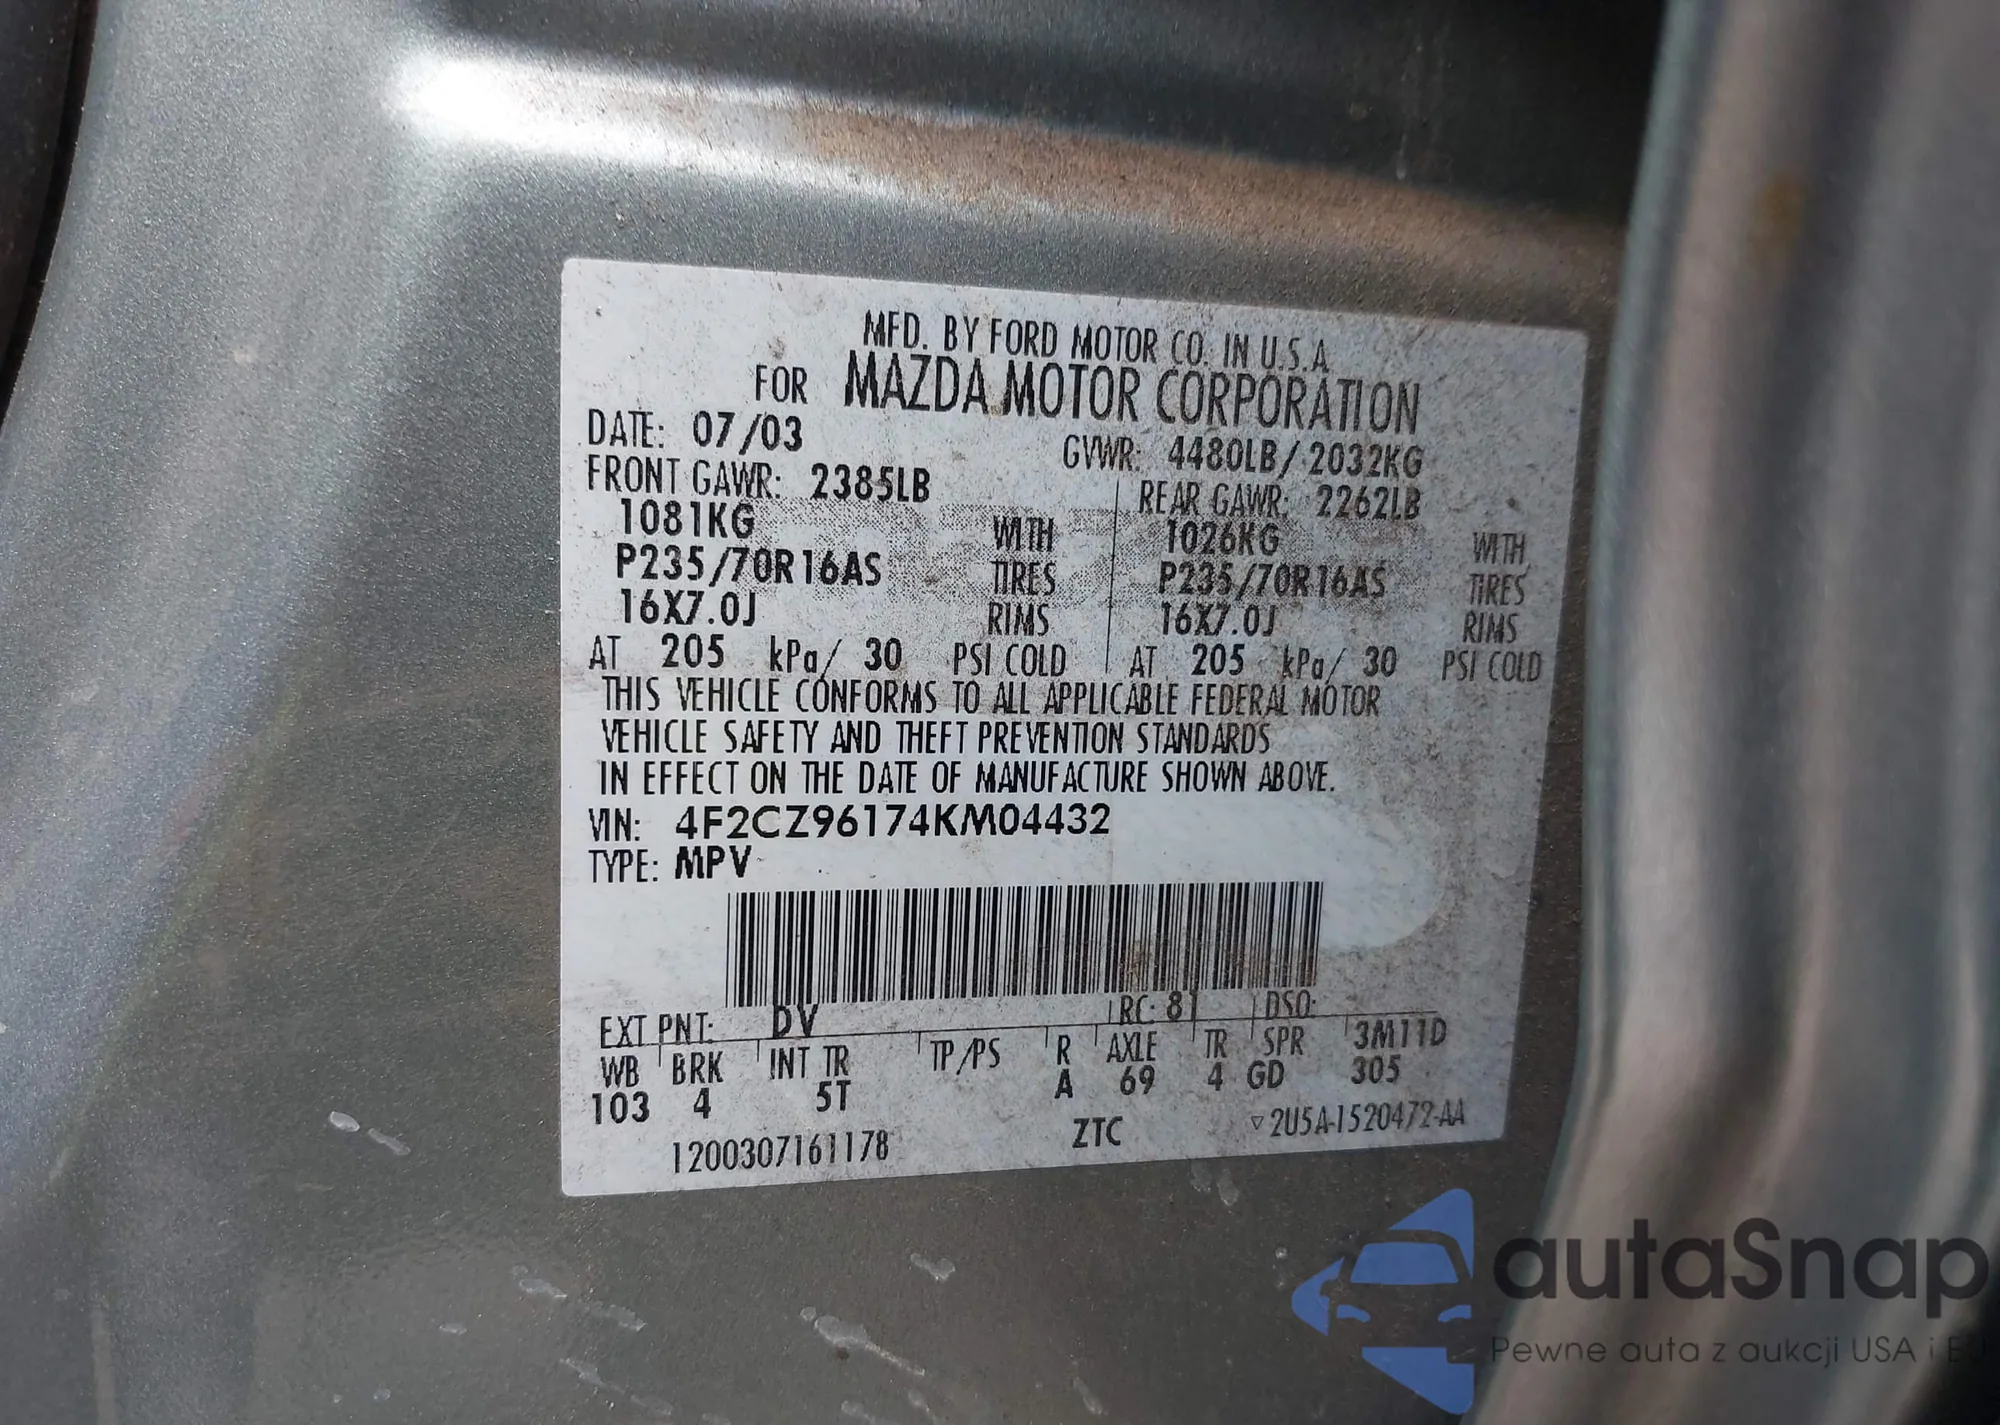 MFD. BY FORD MOTOR CO. IN U.S.A.
FOR MAZDA MOTOR CORPORATION
DATE: 07/03 GVWR: 4480LB/2032KG
FRONT GAWR: 2385LB REAR GAWR: 2262LB
1081KG WITH 1026KG WITH
P235/70R16AS TIRES P235/70R16AS TIRES
16X7.0J RIMS 16X7.0J RIMS
AT 205 kPa/ 30 PSI COLD AT 205 kPa/ 30 PSI COLD
THIS VEHICLE CONFORMS TO ALL APPLICABLE FEDERAL MOTOR
VEHICLE SAFETY AND THEFT PREVENTION STANDARDS
IN EFFECT ON THE DATE OF MANUFACTURE SHOWN ABOVE.
VIN: 4F2CZ96174KM04432
TYPE: MPV
EXT PNT: DV RC: 81 DSO:
WB BRK INT TR TP/PS R AXLE TR SPR 3M11D
103 4 5T A 69 4 GD 305
1200307161178 ZTC ▽2U5A-1520472-AA
autaSnap
Pewne auta z aukcji USA i EU